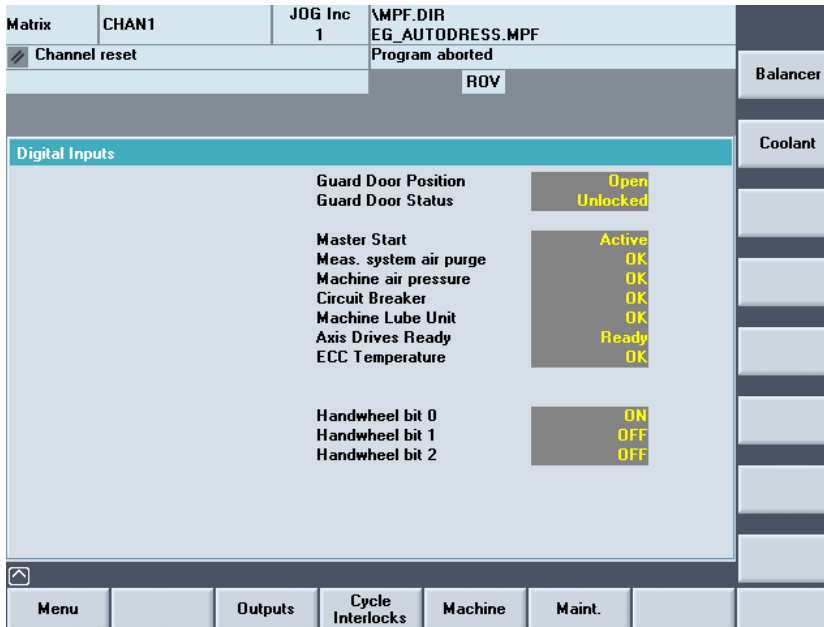 Matrix CHAN1 JOG Inc \MPF.DIR
1 EG_AUTODRESS.MPF
Channel reset Program aborted
ROV
Balancer
Coolant
Digital Inputs
Guard Door Position Open
Guard Door Status Unlocked
Master Start Active
Meas. system air purge OK
Machine air pressure OK
Circuit Breaker OK
Machine Lube Unit OK
Axis Drives Ready Ready
ECC Temperature OK
Handwheel bit 0 ON
Handwheel bit 1 OFF
Handwheel bit 2 OFF
Menu Outputs Cycle Interlocks Machine Maint.